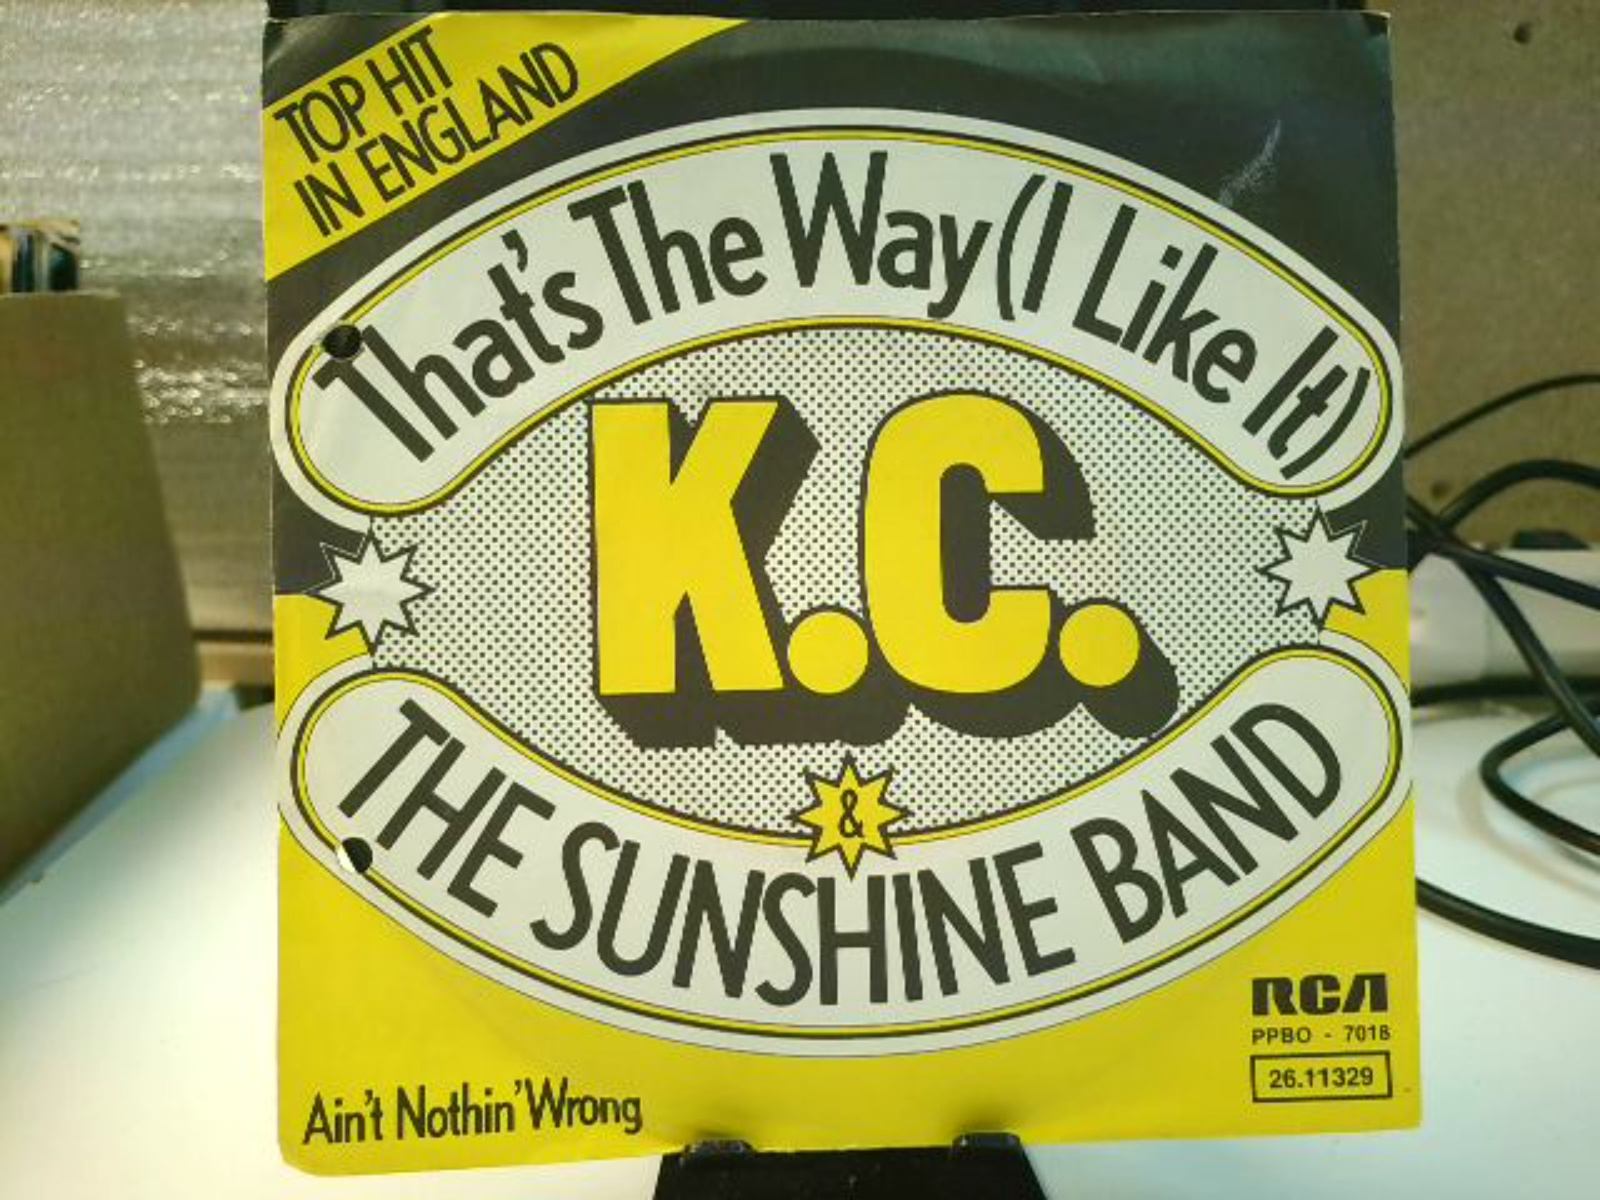 TOP HIT
IN ENGLAND
That's The Way (I Like It)
K.C.
&
THE SUNSHINE BAND
RCA
PPBO - 7018
26.11329
Ain't Nothin' Wrong